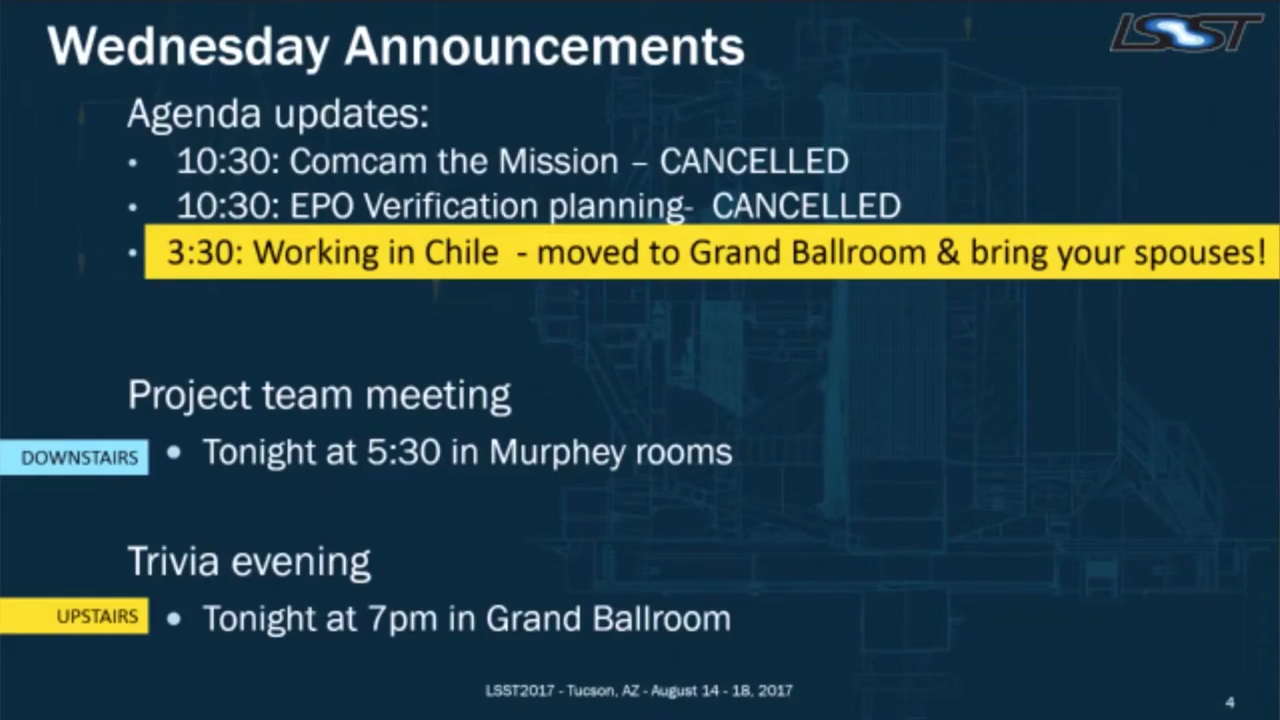 Wednesday Announcements
LSST
Agenda updates:
• 10:30: Comcam the Mission – CANCELLED
• 10:30: EPO Verification planning- CANCELLED
• 3:30: Working in Chile - moved to Grand Ballroom & bring your spouses!
Project team meeting
DOWNSTAIRS • Tonight at 5:30 in Murphey rooms
Trivia evening
UPSTAIRS • Tonight at 7pm in Grand Ballroom
LSST2017 - Tucson, AZ - August 14 - 18, 2017
4